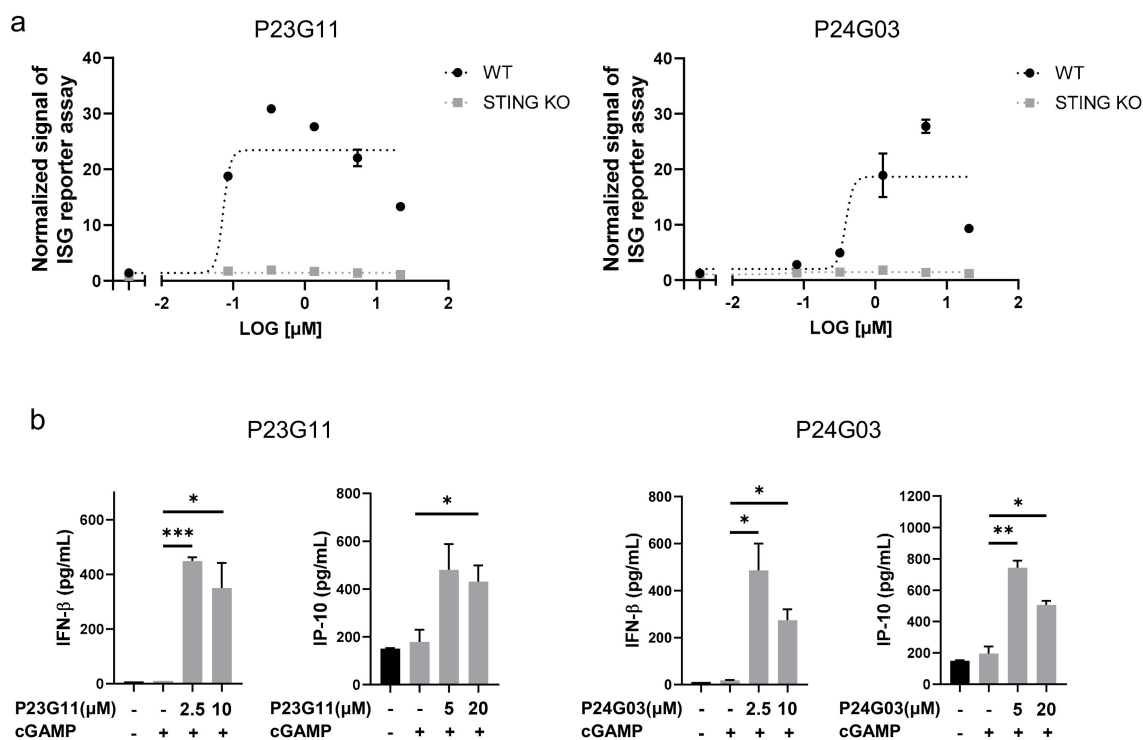 a
P23G11
P24G03
Normalized signal of
ISG reporter assay
40
30
20
10
0
-2 -1 0 1 2
LOG [µM]
WT
STING KO
Normalized signal of
ISG reporter assay
40
30
20
10
0
-2 -1 0 1 2
LOG [µM]
WT
STING KO
b
P23G11
P24G03
IFN-β (pg/mL)
600
400
200
0
*
***
P23G11(µM) - - 2.5 10
cGAMP - + + +
IP-10 (pg/mL)
800
600
400
200
0
*
P23G11(µM) - - 5 20
cGAMP - + + +
IFN-β (pg/mL)
800
600
400
200
0
*
*
P24G03(µM) - - 2.5 10
cGAMP - + + +
IP-10 (pg/mL)
1200
1000
800
600
400
200
0
*
**
P24G03(µM) - - 5 20
cGAMP - + + +